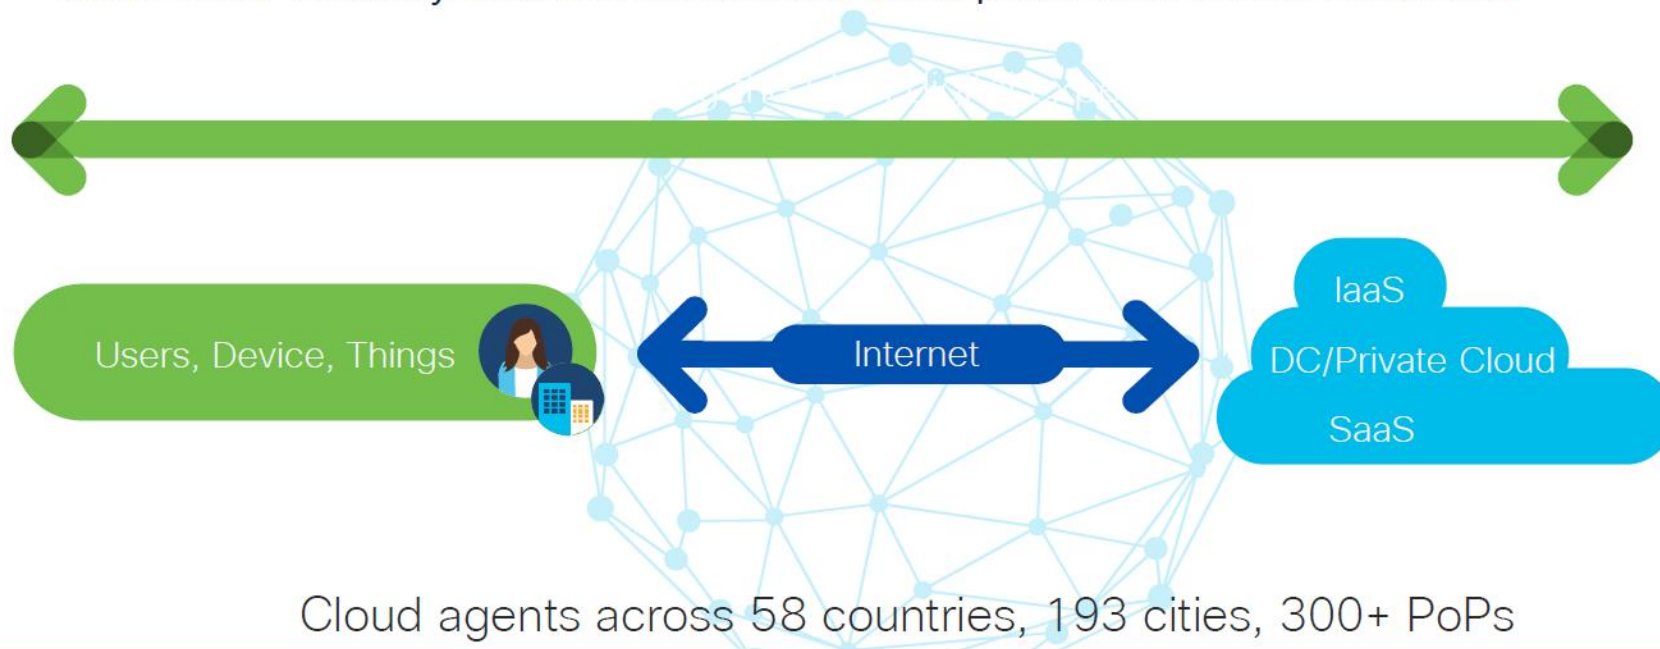 Users, Device, Things
Internet
IaaS
DC/Private Cloud
SaaS
Cloud agents across 58 countries, 193 cities, 300+ PoPs